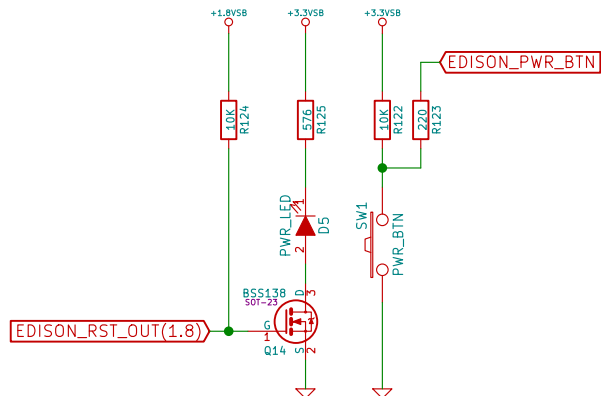 +1.8VSB
+3.3VSB
+3.3VSB
EDISON_PWR_BTN
10K
R124
576
R125
10K
R122
220
R123
PWR_LED
1
D5
2
SW1
PWR_BTN
BSS138
SOT-23
D
3
EDISON_RST_OUT(1.8)
G
1
Q14
S
2